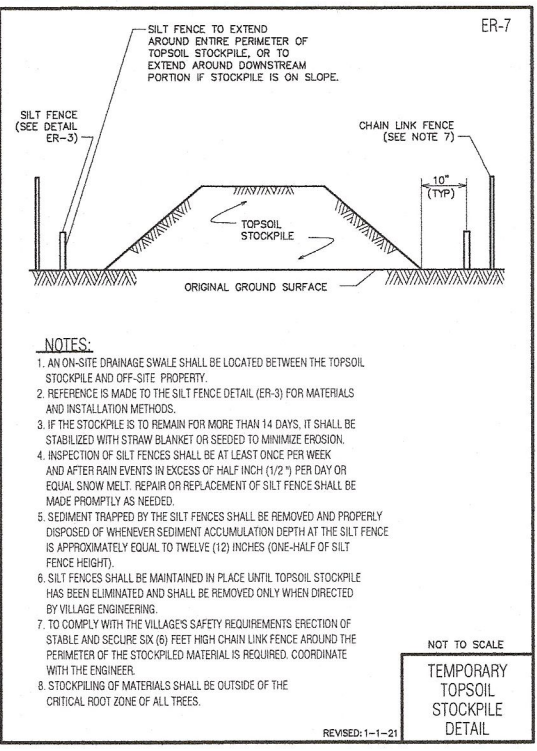 ER-7
SILT FENCE TO EXTEND
AROUND ENTIRE PERIMETER OF
TOPSOIL STOCKPILE, OR TO
EXTEND AROUND DOWNSTREAM
PORTION IF STOCKPILE IS ON SLOPE.
SILT FENCE
(SEE DETAIL
ER-3)
CHAIN LINK FENCE
(SEE NOTE 7)
10"
(TYP)
TOPSOIL
STOCKPILE
ORIGINAL GROUND SURFACE
NOTES:
1. AN ON-SITE DRAINAGE SWALE SHALL BE LOCATED BETWEEN THE TOPSOIL
STOCKPILE AND OFF-SITE PROPERTY.
2. REFERENCE IS MADE TO THE SILT FENCE DETAIL (ER-3) FOR MATERIALS
AND INSTALLATION METHODS.
3. IF THE STOCKPILE IS TO REMAIN FOR MORE THAN 14 DAYS, IT SHALL BE
STABILIZED WITH STRAW BLANKET OR SEEDED TO MINIMIZE EROSION.
4. INSPECTION OF SILT FENCES SHALL BE AT LEAST ONCE PER WEEK
AND AFTER RAIN EVENTS IN EXCESS OF HALF INCH (1/2 ") PER DAY OR
EQUAL SNOW MELT. REPAIR OR REPLACEMENT OF SILT FENCE SHALL BE
MADE PROMPTLY AS NEEDED.
5. SEDIMENT TRAPPED BY THE SILT FENCES SHALL BE REMOVED AND PROPERLY
DISPOSED OF WHENEVER SEDIMENT ACCUMULATION DEPTH AT THE SILT FENCE
IS APPROXIMATELY EQUAL TO TWELVE (12) INCHES (ONE-HALF OF SILT
FENCE HEIGHT).
6. SILT FENCES SHALL BE MAINTAINED IN PLACE UNTIL TOPSOIL STOCKPILE
HAS BEEN ELIMINATED AND SHALL BE REMOVED ONLY WHEN DIRECTED
BY VILLAGE ENGINEERING.
7. TO COMPLY WITH THE VILLAGE'S SAFETY REQUIREMENTS ERECTION OF
STABLE AND SECURE SIX (6) FEET HIGH CHAIN LINK FENCE AROUND THE
PERIMETER OF THE STOCKPILED MATERIAL IS REQUIRED. COORDINATE
WITH THE ENGINEER.
8. STOCKPILING OF MATERIALS SHALL BE OUTSIDE OF THE
CRITICAL ROOT ZONE OF ALL TREES.
NOT TO SCALE
REVISED: 1-1-21
TEMPORARY
TOPSOIL
STOCKPILE
DETAIL